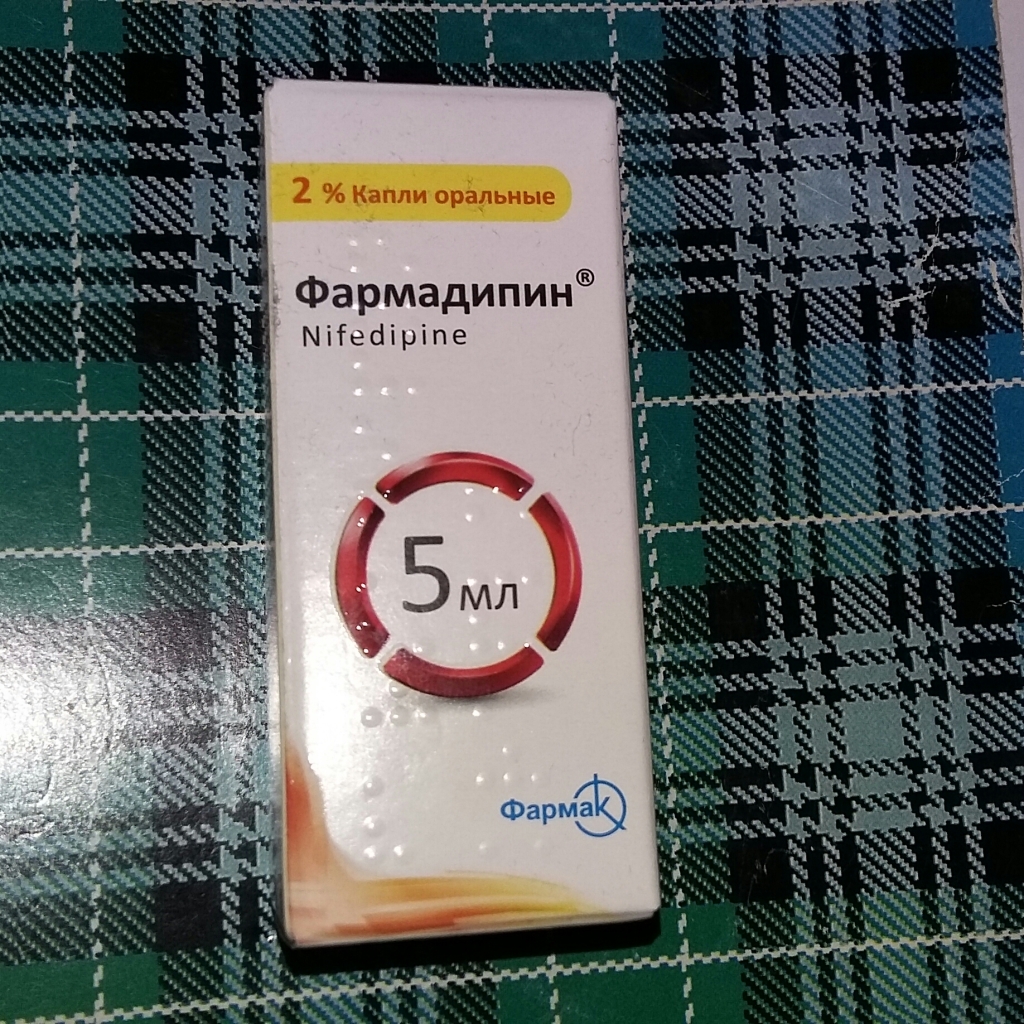 2 % Капли оральные
Фармадипин®
Nifedipine
5 мл
Фармак